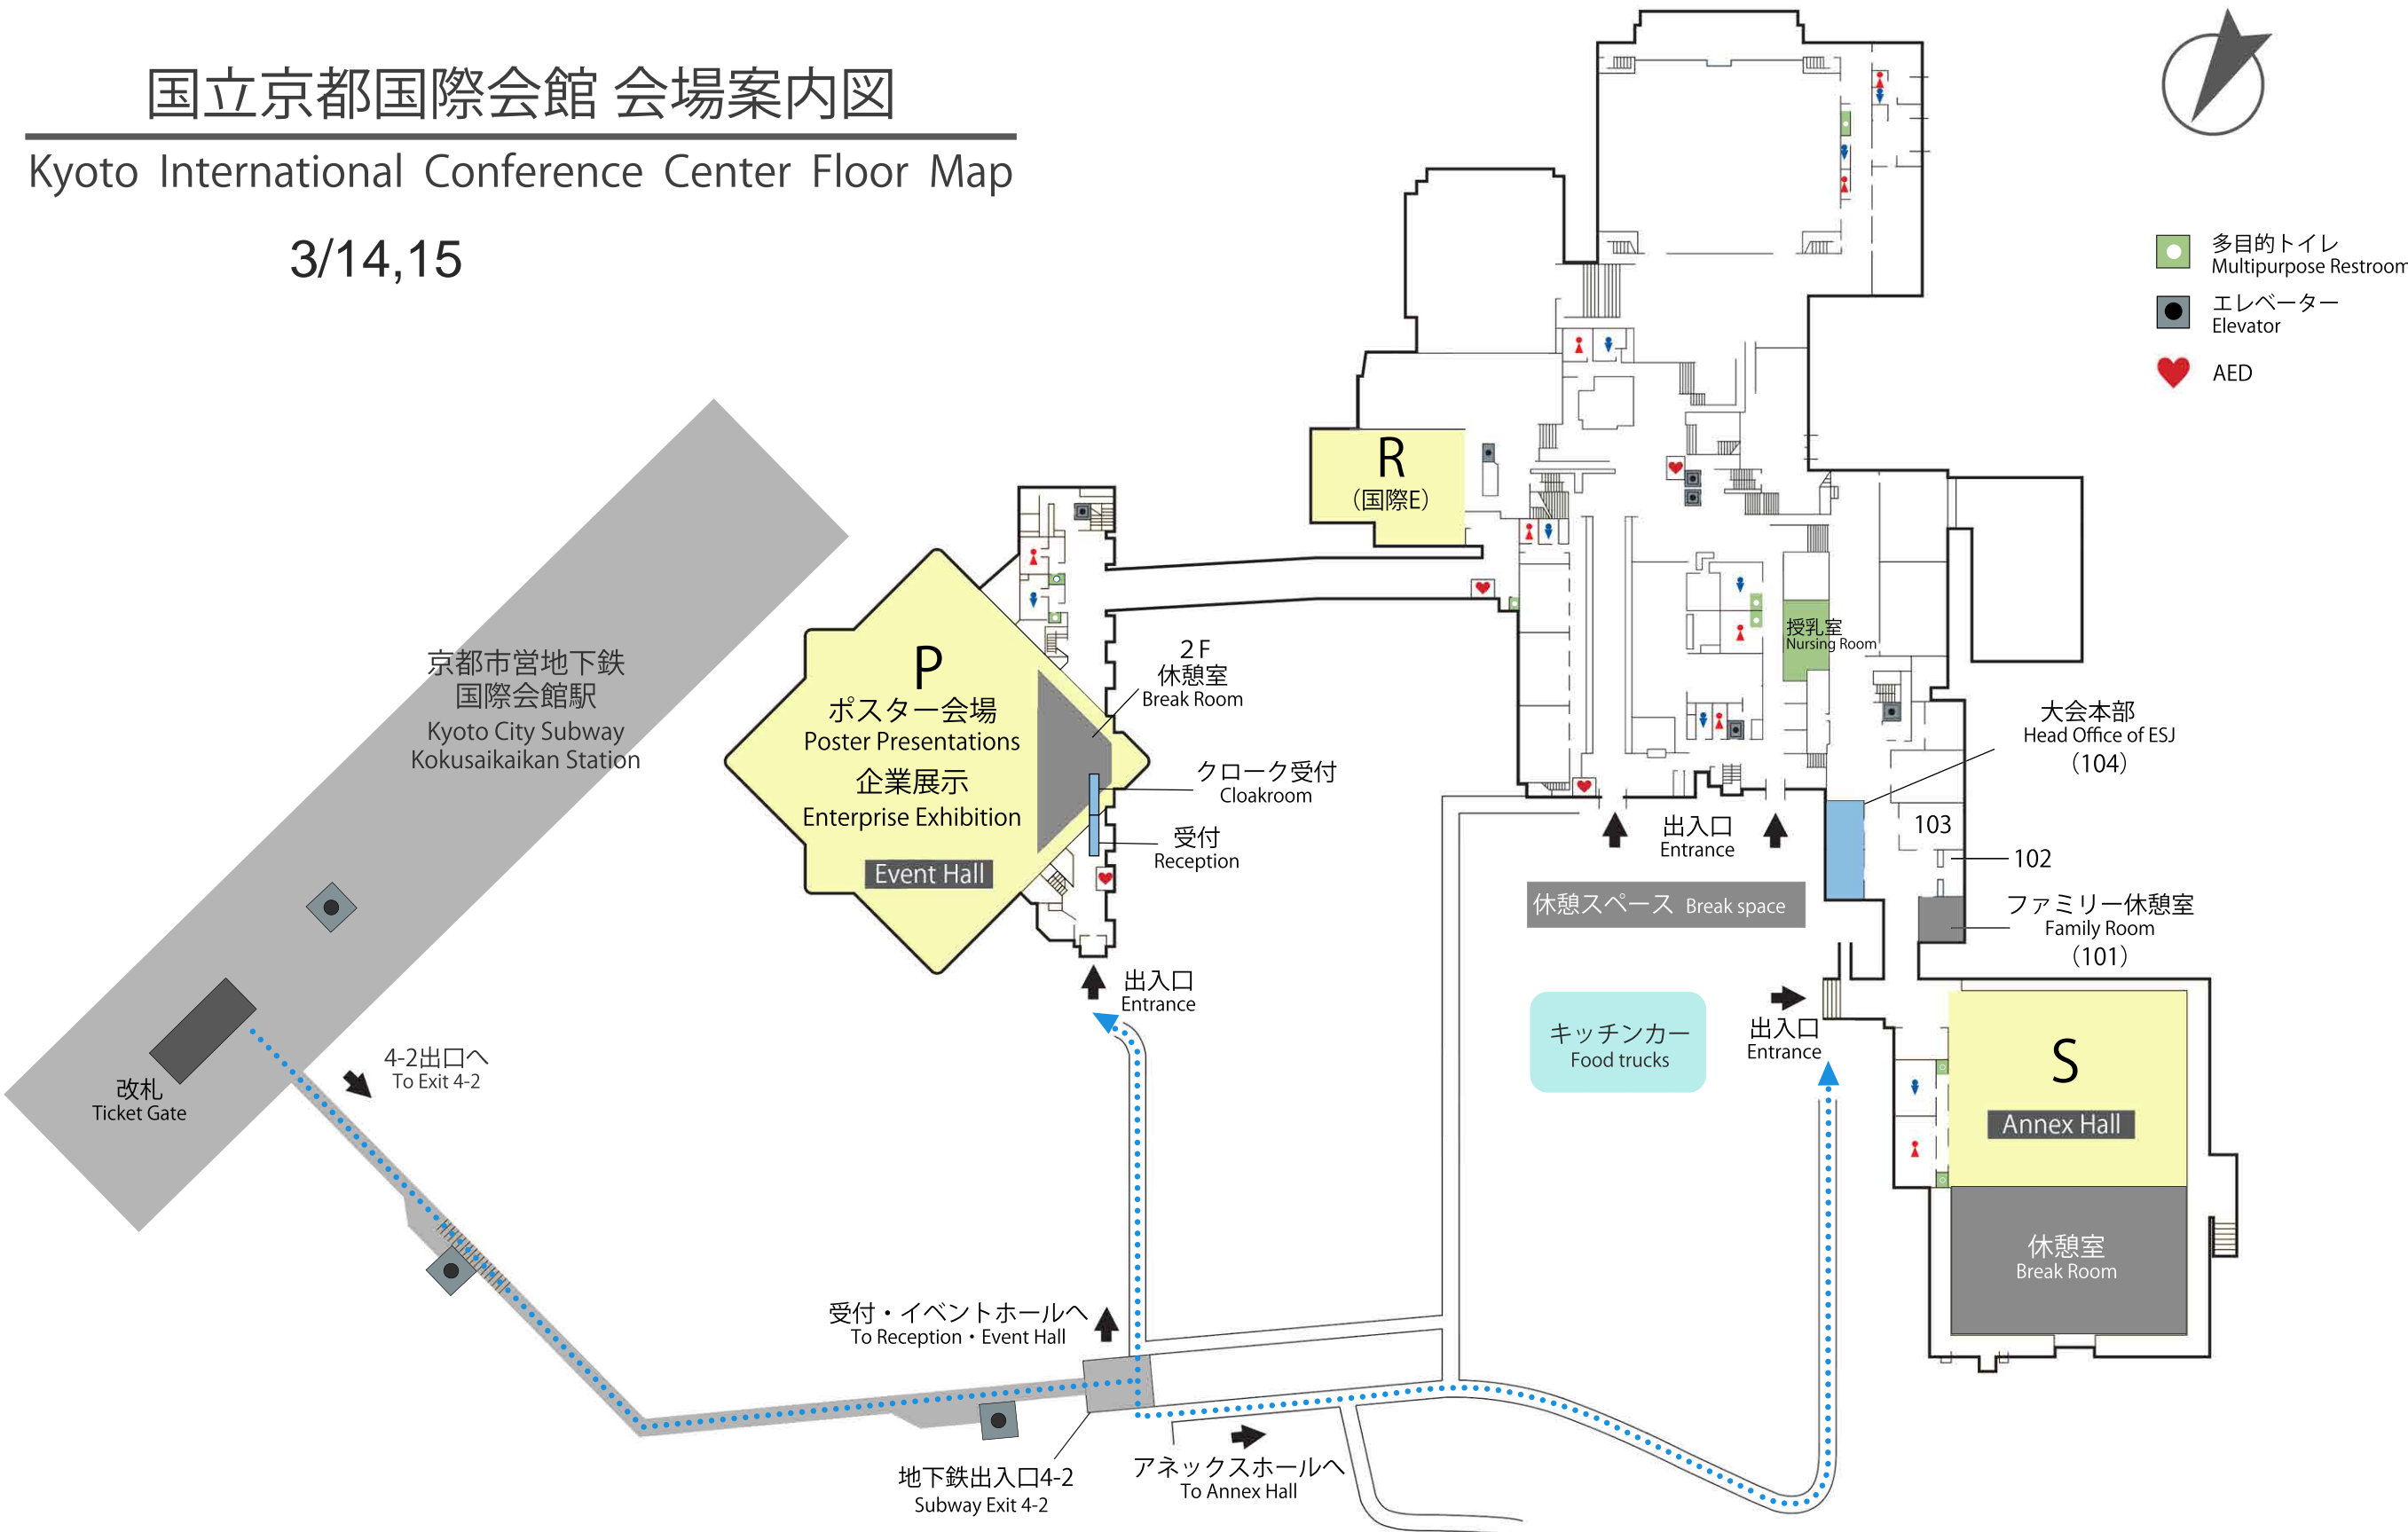 国立京都国際会館 会場案内図
Kyoto International Conference Center Floor Map
3/14,15
多目的トイレ
Multipurpose Restroom
エレベーター
Elevator
AED
R
（国際E）
京都市営地下鉄
国際会館駅
Kyoto City Subway
Kokusaikaikan Station
P
ポスター会場
Poster Presentations
企業展示
Enterprise Exhibition
Event Hall
2F
休憩室
Break Room
クローク受付
Cloakroom
受付
Reception
授乳室
Nursing Room
大会本部
Head Office of ESJ
（104）
103
102
ファミリー休憩室
Family Room
（101）
出入口
Entrance
休憩スペース Break space
出入口
Entrance
キッチンカー
Food trucks
出入口
Entrance
S
Annex Hall
休憩室
Break Room
4-2出口へ
To Exit 4-2
改札
Ticket Gate
受付・イベントホールへ
To Reception・Event Hall
地下鉄出入口4-2
Subway Exit 4-2
アネックスホールへ
To Annex Hall